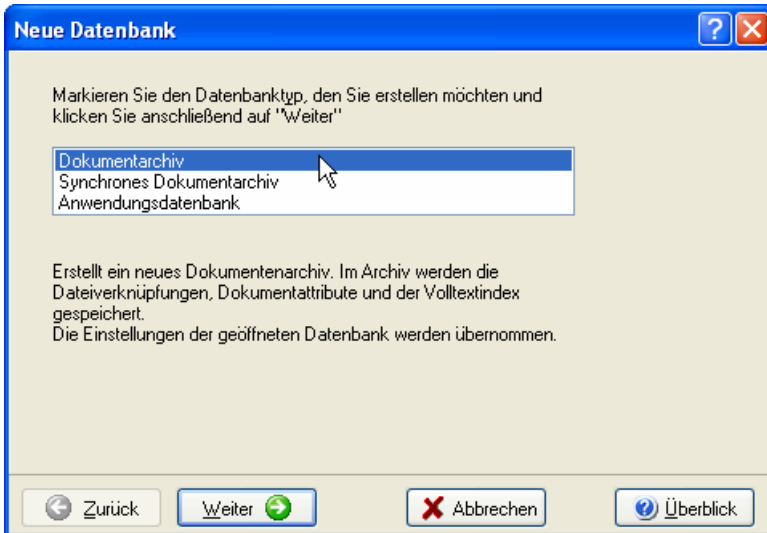 Neue Datenbank
Markieren Sie den Datenbanktyp, den Sie erstellen möchten und
klicken Sie anschließend auf "Weiter"
Dokumentarchiv
Synchrones Dokumentarchiv
Anwendungsdatenbank
Erstellt ein neues Dokumentenarchiv. Im Archiv werden die
Dateiverknüpfungen, Dokumentattribute und der Volltextindex
gespeichert.
Die Einstellungen der geöffneten Datenbank werden übernommen.
Zurück Weiter Abbrechen Überblick